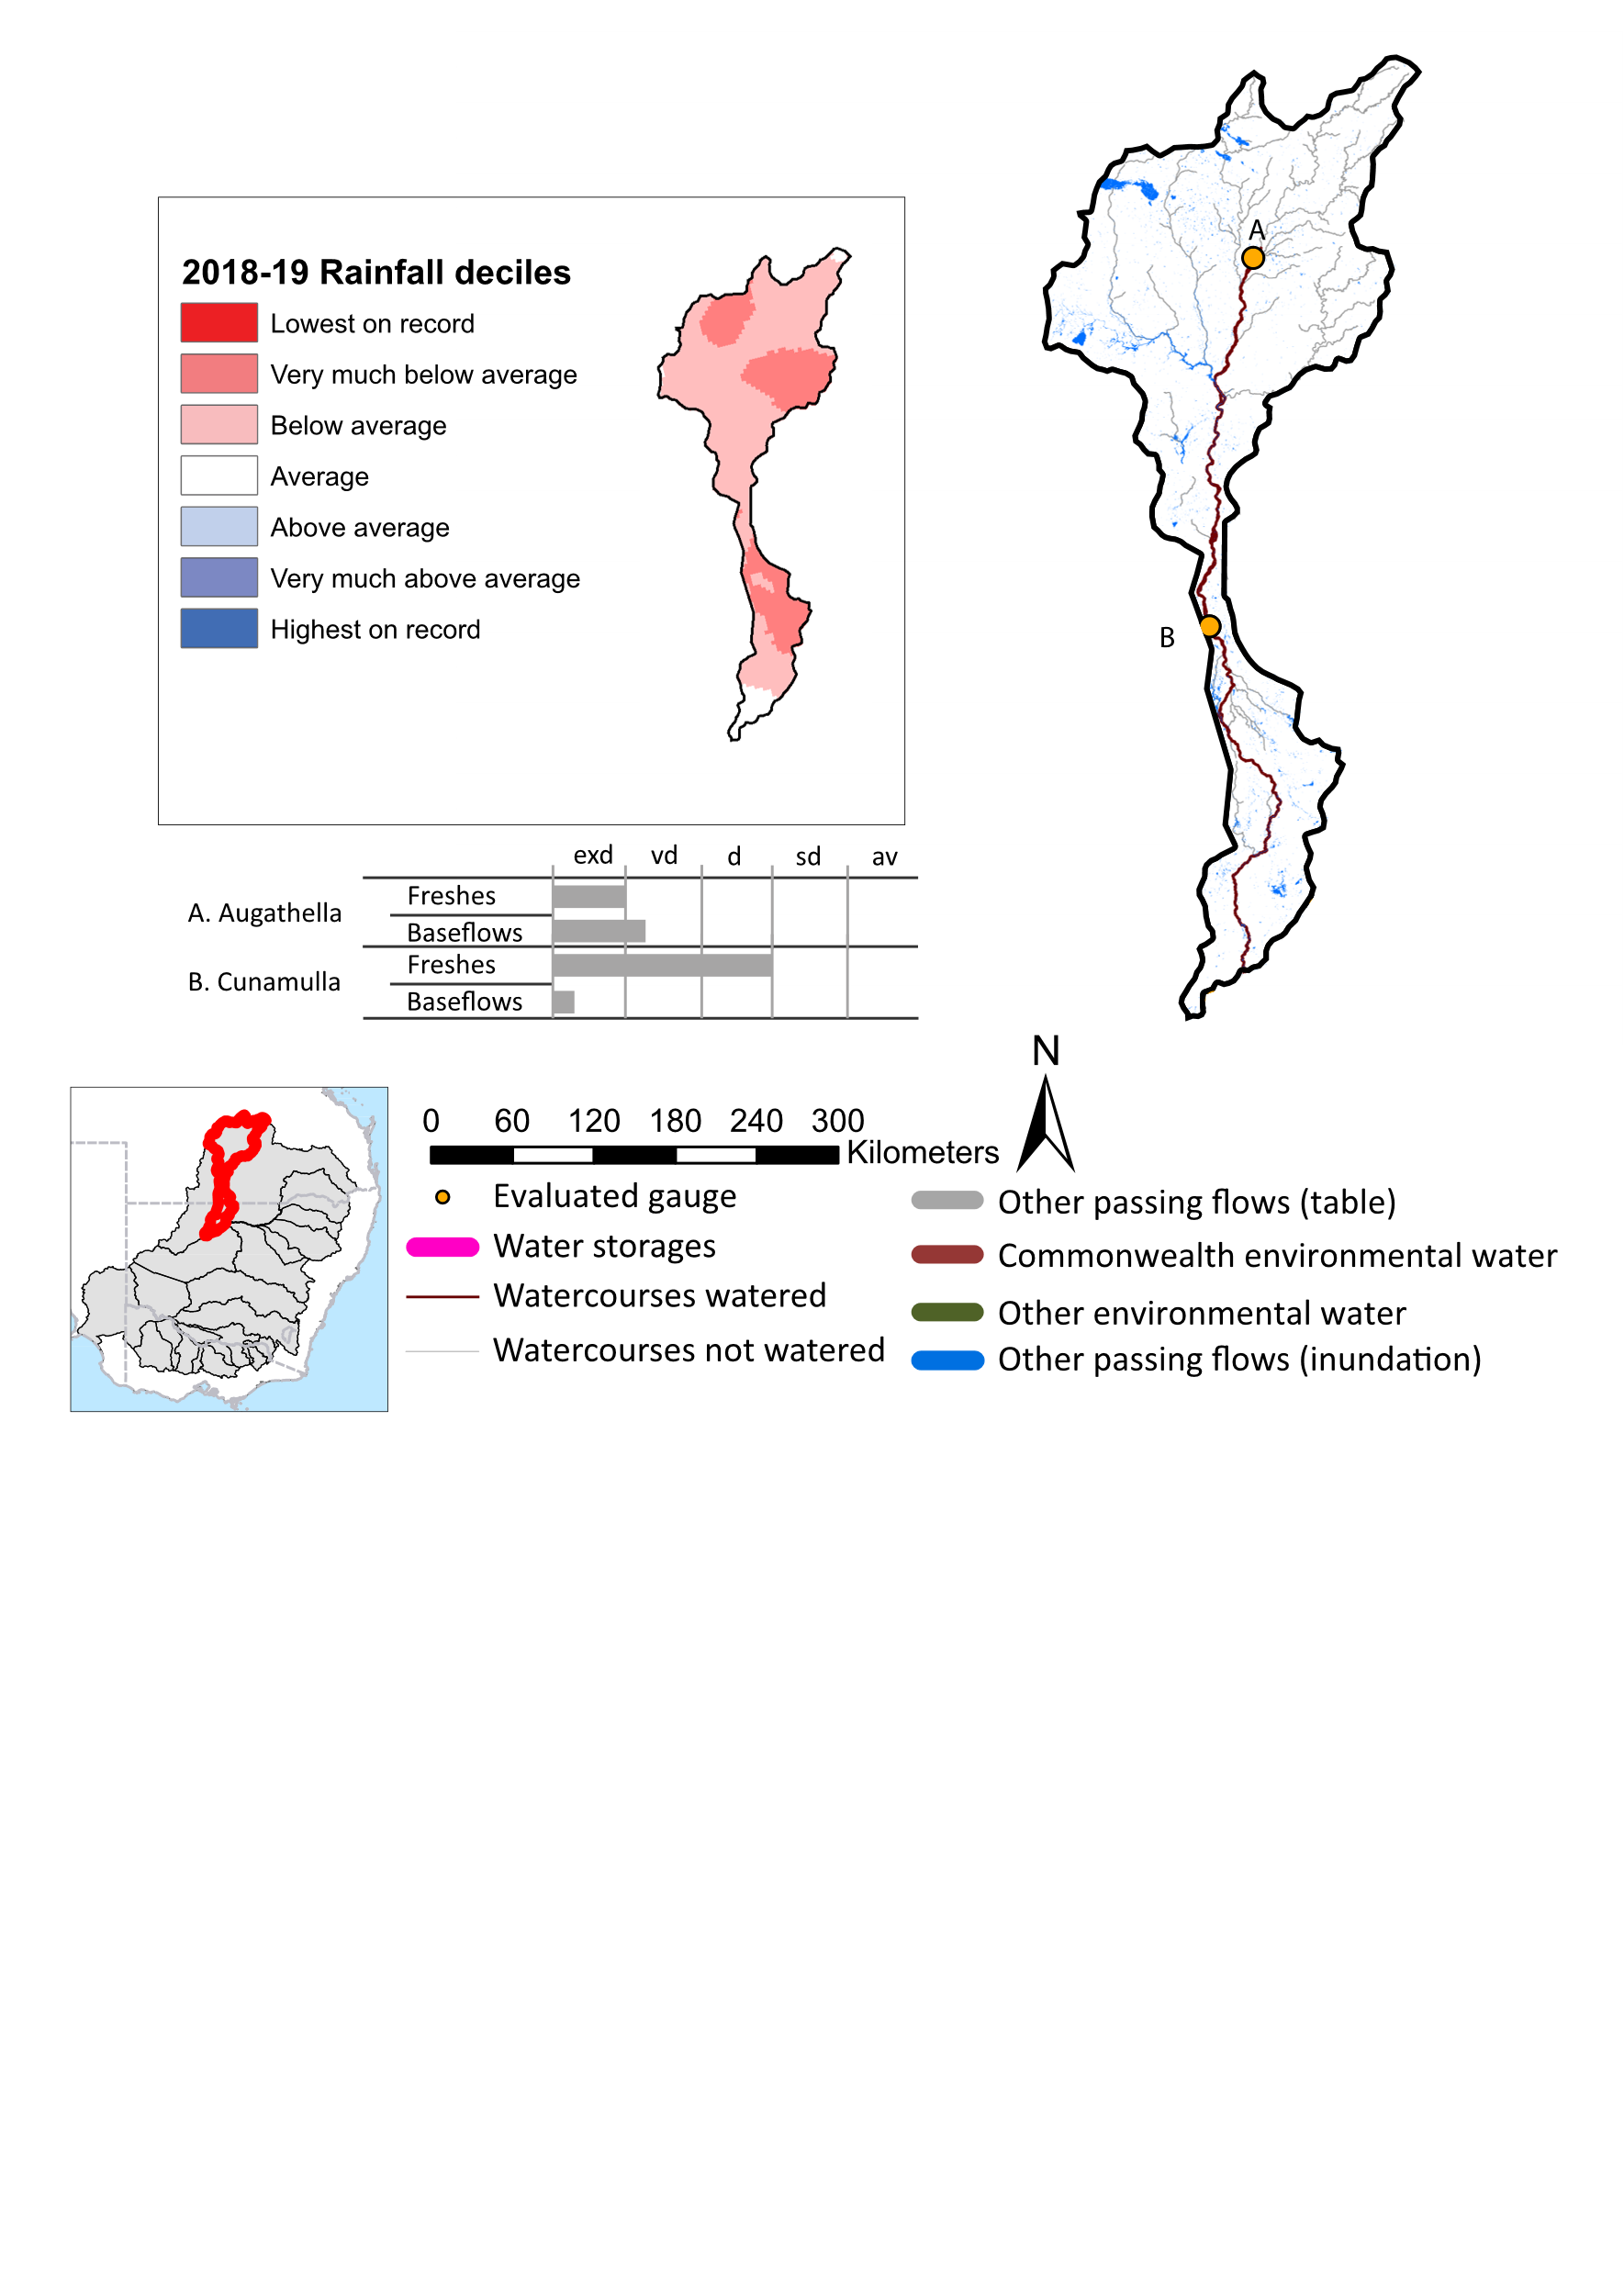 A
B
2018-19 Rainfall deciles
Lowest on record
Very much below average
Below average
Average
Above average
Very much above average
Highest on record
exd vd d sd av
A. Augathella
Freshes
Baseflows
B. Cunamulla
Freshes
Baseflows
N
0 60 120 180 240 300
Kilometers
Evaluated gauge
Water storages
Watercourses watered
Watercourses not watered
Other passing flows (table)
Commonwealth environmental water
Other environmental water
Other passing flows (inundation)